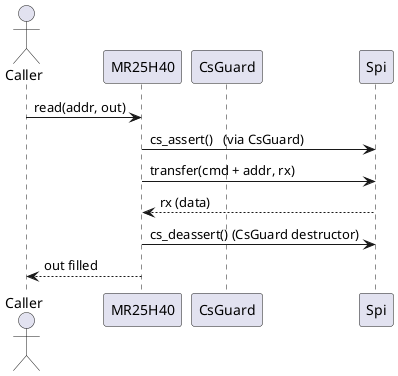 Caller
MR25H40
CsGuard
Spi
read(addr, out)
cs_assert()   (via CsGuard)
transfer(cmd + addr, rx)
rx (data)
cs_deassert() (CsGuard destructor)
out filled
Caller
MR25H40
CsGuard
Spi